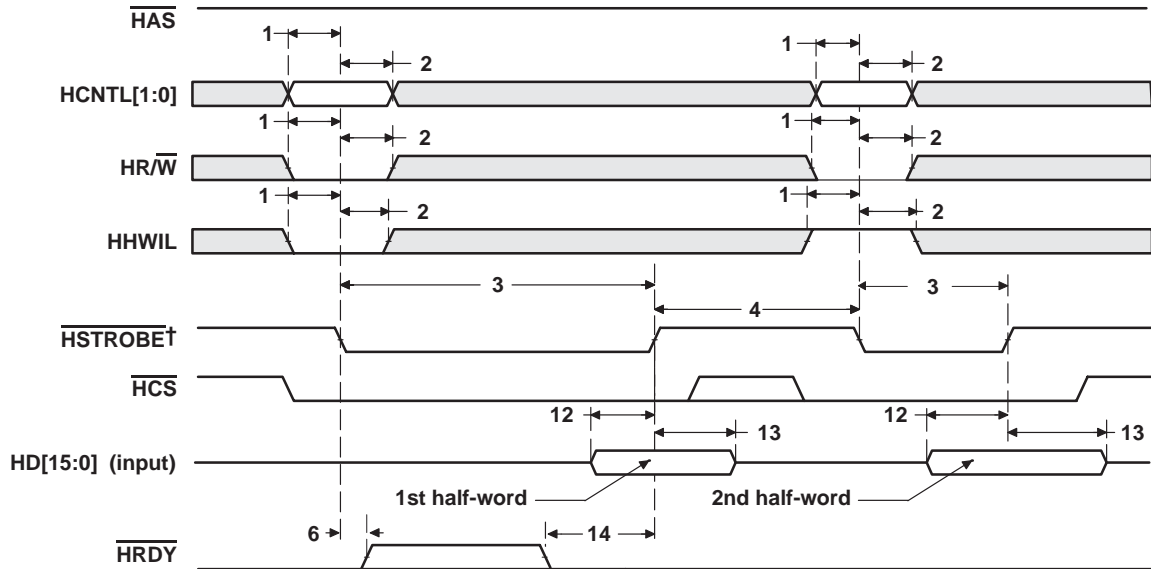 HAS
1
2
1
2
HCNTL[1:0]
1
2
1
2
HR/W
1
2
1
2
HHWIL
3
3
4
HSTROBE†
HCS
12
13
12
13
HD[15:0] (input)
1st half-word
2nd half-word
6
14
HRDY